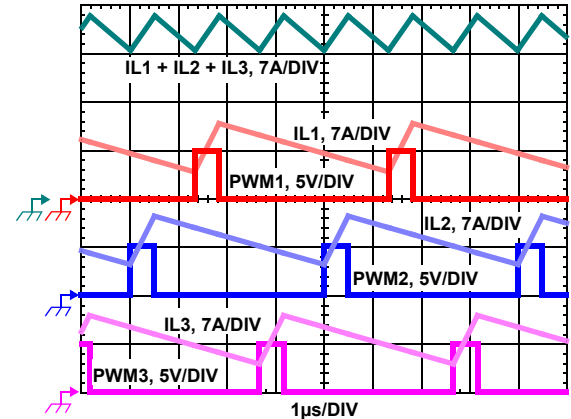 IL1 + IL2 + IL3, 7A/DIV
IL1, 7A/DIV
PWM1, 5V/DIV
IL2, 7A/DIV
PWM2, 5V/DIV
IL3, 7A/DIV
PWM3, 5V/DIV
1µs/DIV